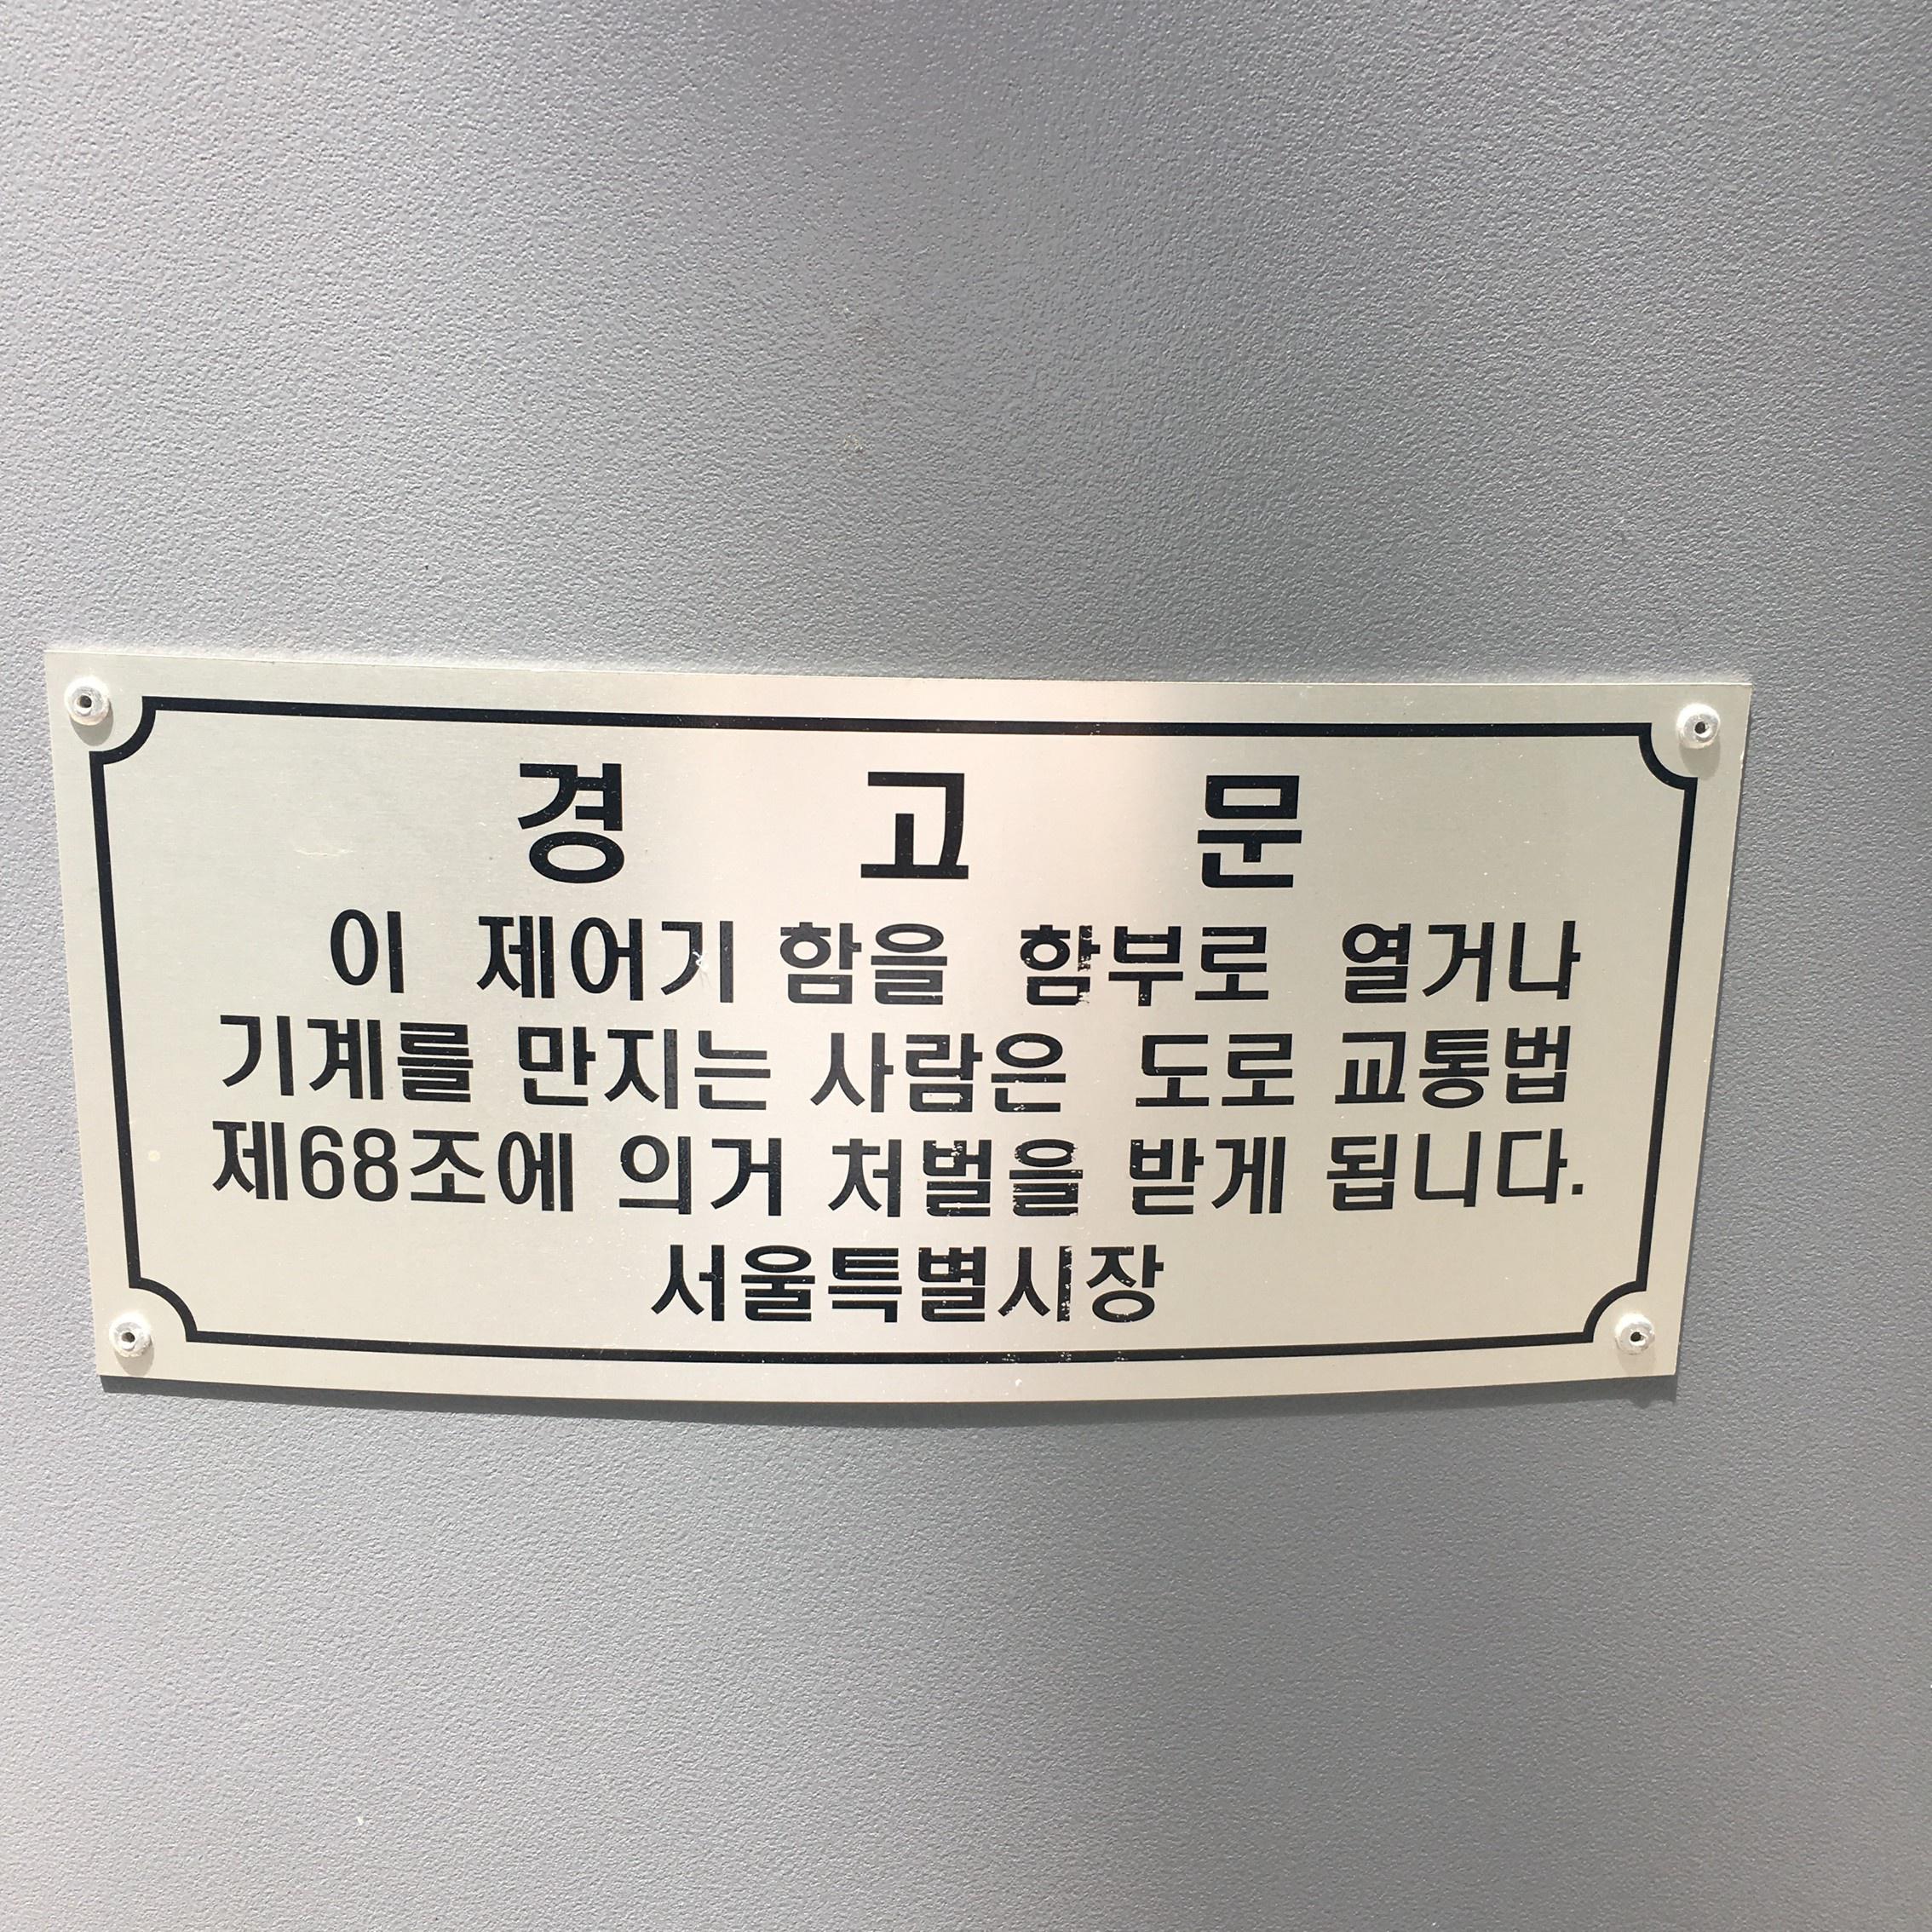 경 고 문
이 제어기 함을 함부로 열거나
기계를 만지는 사람은 도로 교통법
제68조에 의거 처벌을 받게 됩니다.
서울특별시장